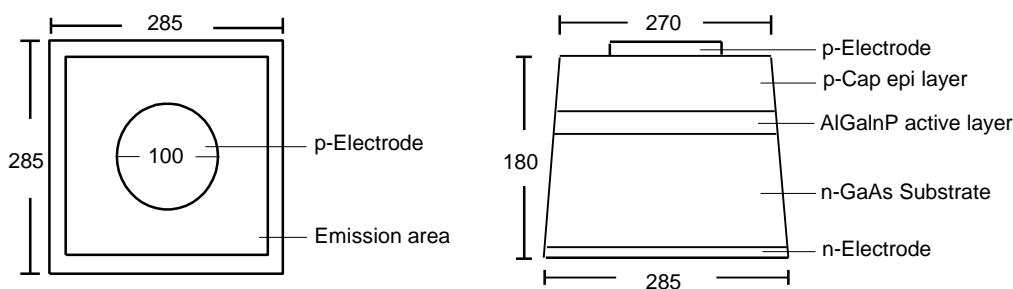 285
285
100
p-Electrode
Emission area
270
p-Electrode
p-Cap epi layer
AlGaInP active layer
180
n-GaAs Substrate
n-Electrode
285